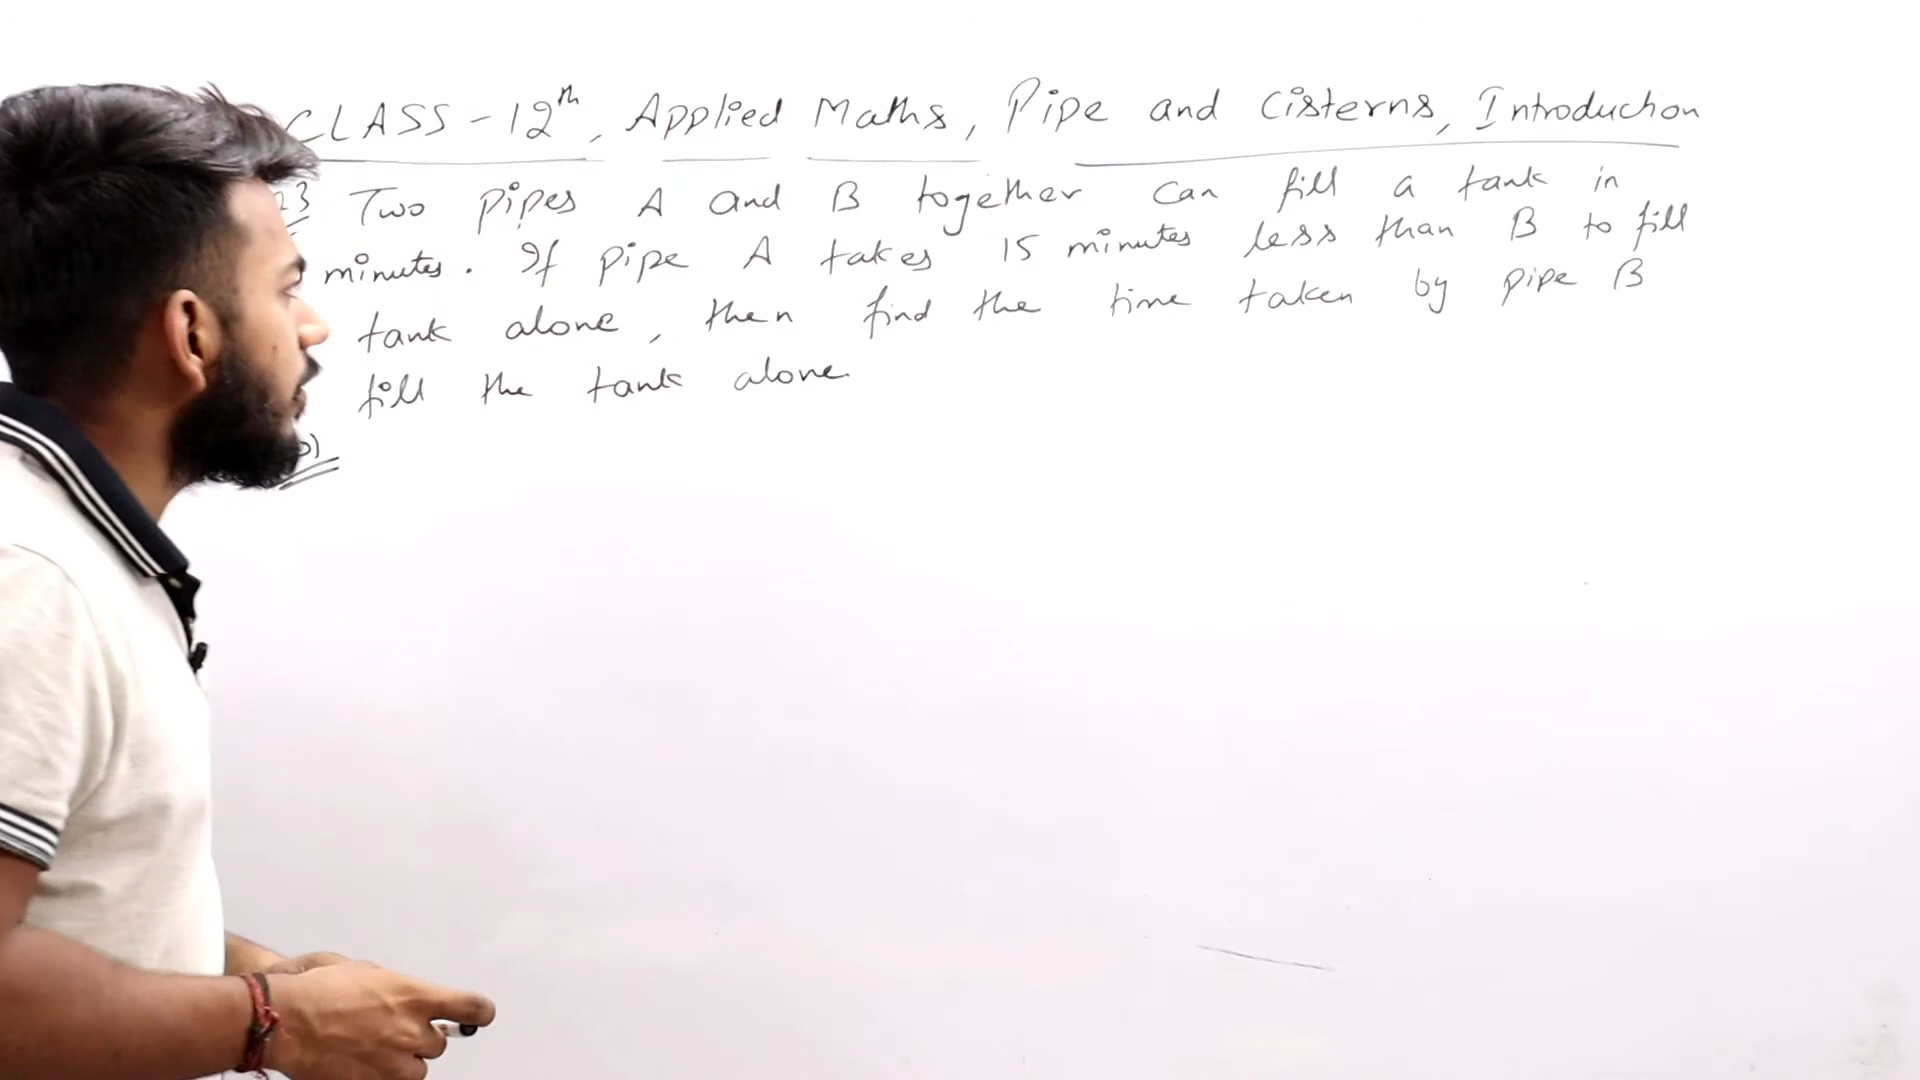 CLASS - 12th, Applied Maths, Pipe and Cisterns, Introduction
3 Two pipes A and B together can fill a tank in
minutes. If pipe A takes 15 minutes less than B to fill
tank alone, then find the time taken by pipe B
fill the tank alone.